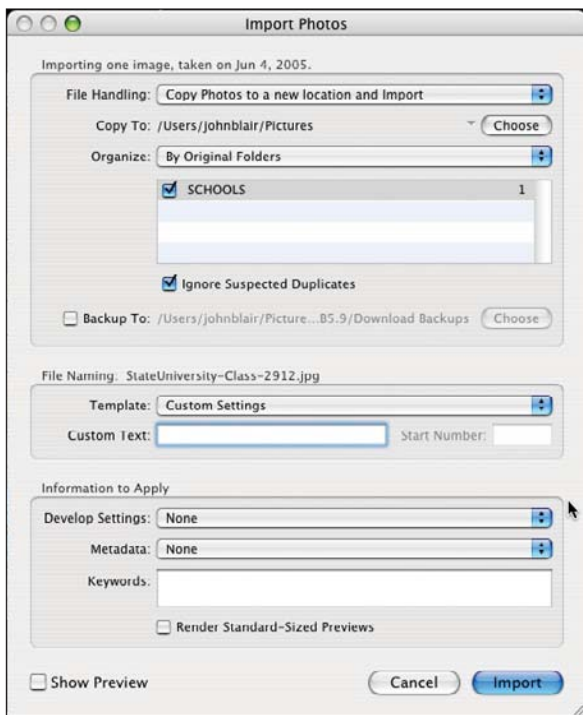 Import Photos
Importing one image, taken on Jun 4, 2005.
File Handling: Copy Photos to a new location and Import
Copy To: /Users/johnblair/Pictures Choose
Organize: By Original Folders
SCHOOLS 1
Ignore Suspected Duplicates
Backup To: /Users/johnblair/Picture...B5.9/Download Backups Choose
File Naming: StateUniversity-Class-2912.jpg
Template: Custom Settings
Custom Text: Start Number:
Information to Apply
Develop Settings: None
Metadata: None
Keywords:
Render Standard-Sized Previews
Show Preview Cancel Import